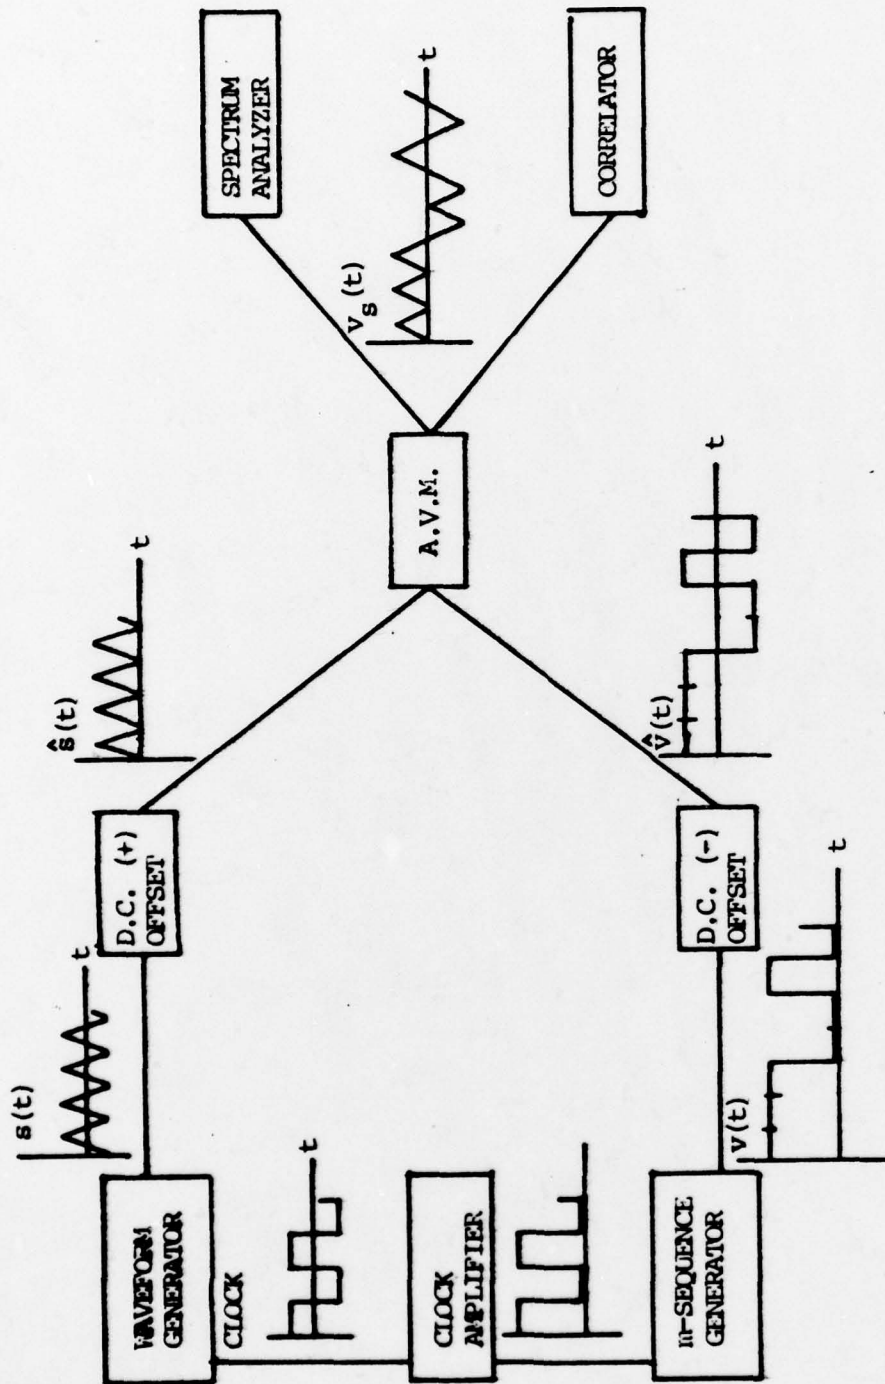 s(t)
t
WAVEFORM
GENERATOR
D.C. (+)
OFFSET
ŝ(t)
t
SPECTRUM
ANALYZER
CLOCK
t
CLOCK
AMPLIFIER
t
A.V.M.
v_s(t)
t
m-SEQUENCE
GENERATOR
v(t)
t
D.C. (-)
OFFSET
v̂(t)
t
CORRELATOR